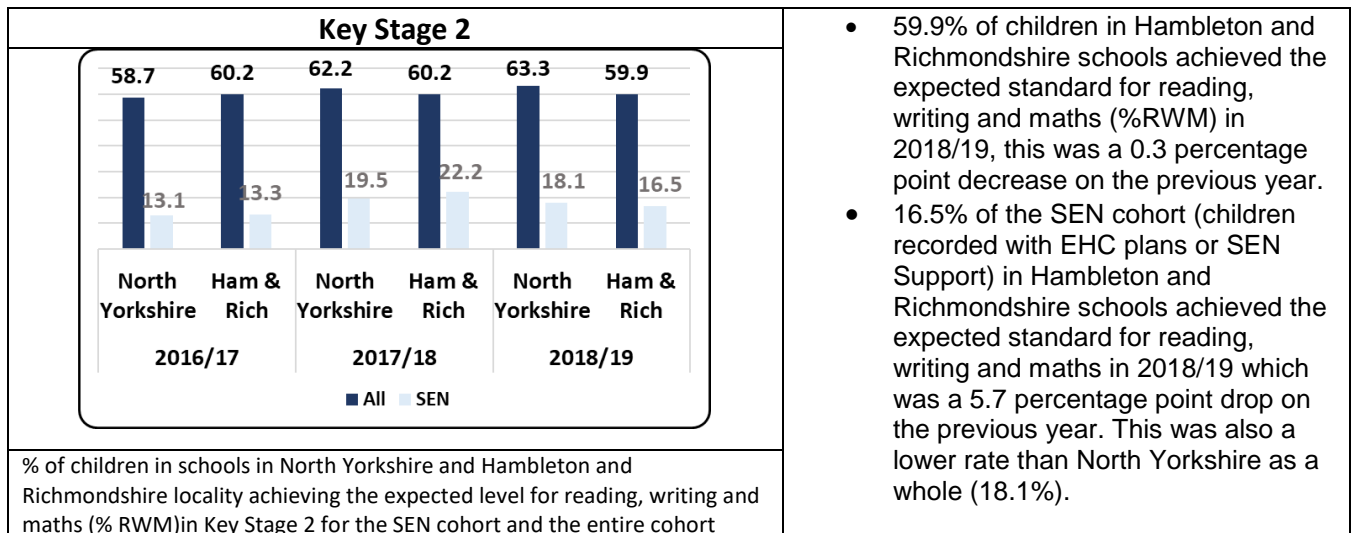 Key Stage 2
58.7 60.2 62.2 60.2 63.3 59.9
13.1 13.3 19.5 22.2 18.1 16.5
North Ham & North Ham & North Ham &
Yorkshire Rich Yorkshire Rich Yorkshire Rich
2016/17 2017/18 2018/19
All SEN
% of children in schools in North Yorkshire and Hambleton and
Richmondshire locality achieving the expected level for reading, writing and
maths (% RWM)in Key Stage 2 for the SEN cohort and the entire cohort
• 59.9% of children in Hambleton and
Richmondshire schools achieved the
expected standard for reading,
writing and maths (%RWM) in
2018/19, this was a 0.3 percentage
point decrease on the previous year.
• 16.5% of the SEN cohort (children
recorded with EHC plans or SEN
Support) in Hambleton and
Richmondshire schools achieved the
expected standard for reading,
writing and maths in 2018/19 which
was a 5.7 percentage point drop on
the previous year. This was also a
lower rate than North Yorkshire as a
whole (18.1%).